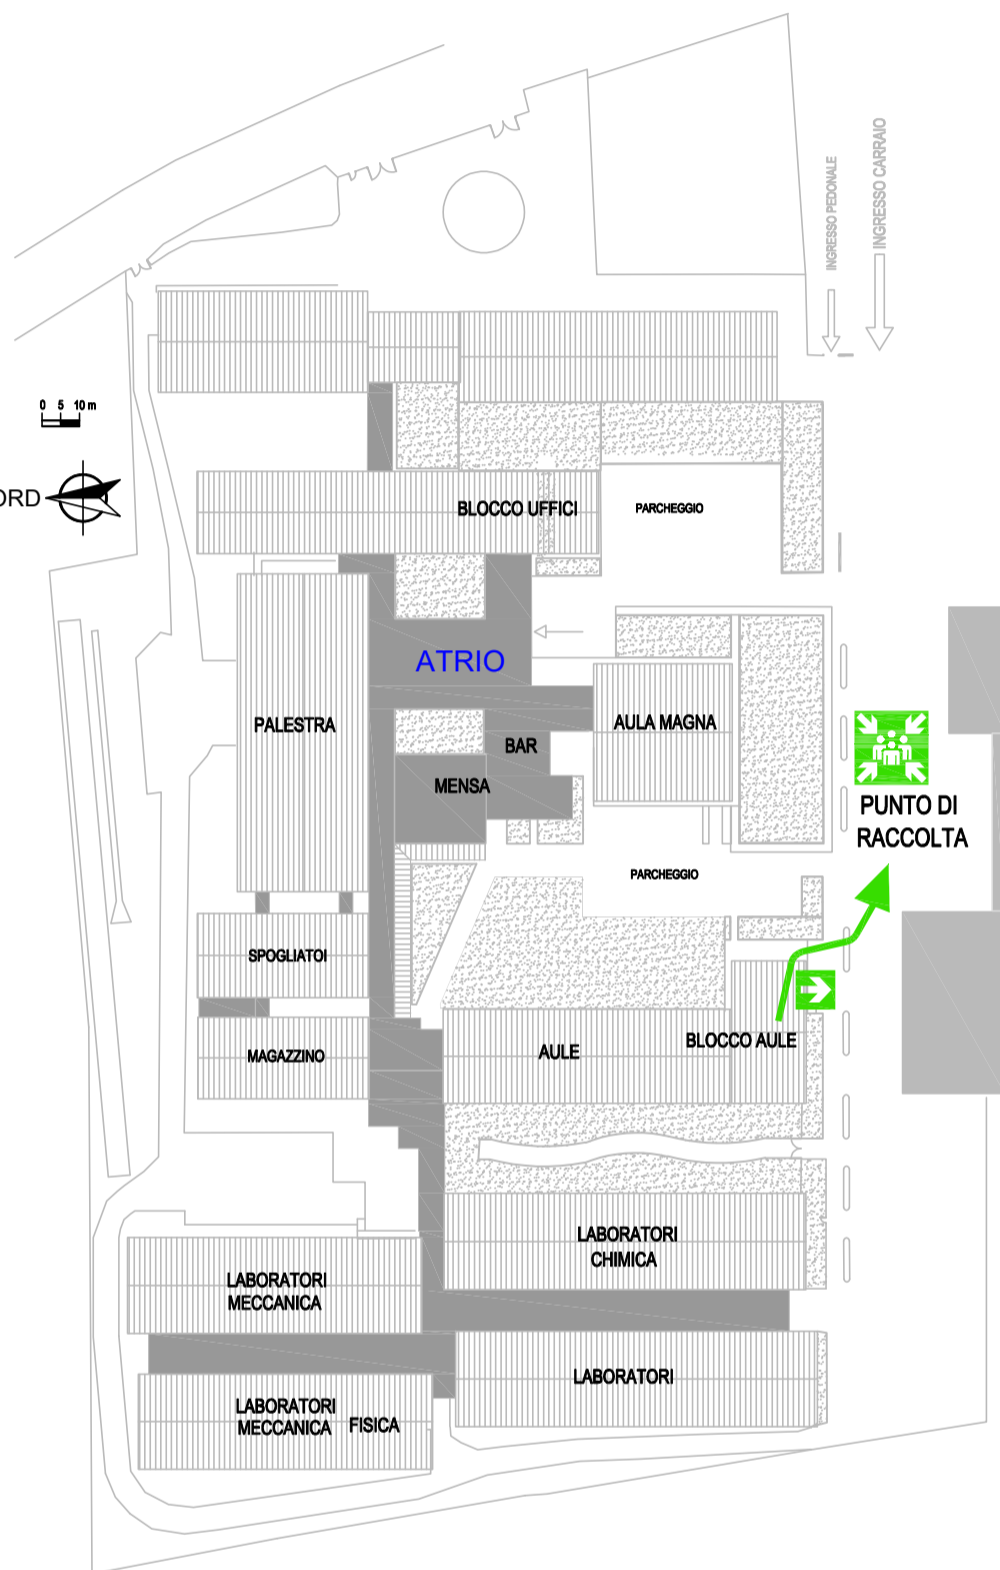 INGRESSO CARRAIO
INGRESSO PEDONALE
0 5 10 m
ORD
BLOCCO UFFICI
PARCHEGGIO
ATRIO
PALESTRA
AULA MAGNA
BAR
MENSA
PUNTO DI
RACCOLTA
PARCHEGGIO
SPOGLIATOI
BLOCCO AULE
MAGAZZINO
AULE
LABORATORI
CHIMICA
LABORATORI
MECCANICA
LABORATORI
LABORATORI
MECCANICA FISICA